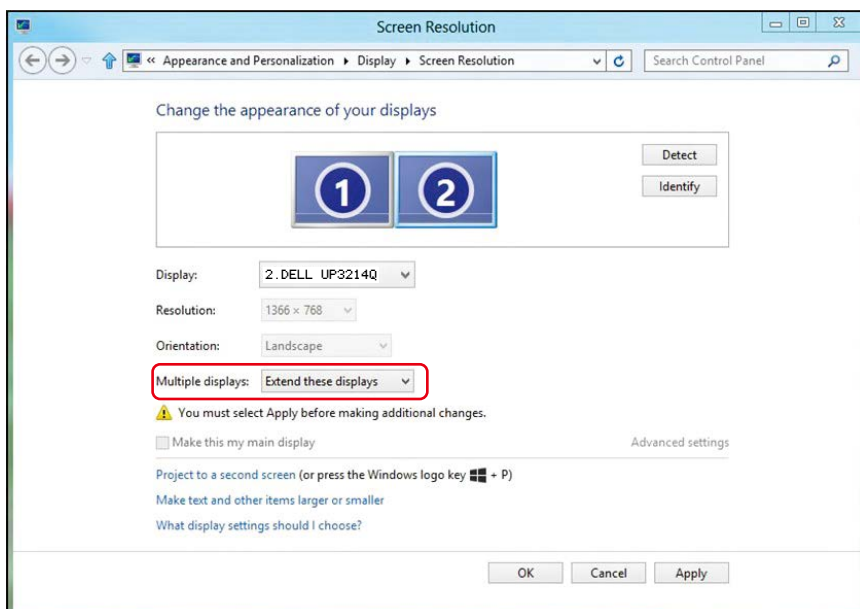 Screen Resolution
« Appearance and Personalization ▸ Display ▸ Screen Resolution
Search Control Panel
Change the appearance of your displays
1 2
Detect
Identify
Display: 2.DELL UP3214Q
Resolution: 1366 × 768
Orientation: Landscape
Multiple displays: Extend these displays
You must select Apply before making additional changes.
Make this my main display
Advanced settings
Project to a second screen (or press the Windows logo key + P)
Make text and other items larger or smaller
What display settings should I choose?
OK Cancel Apply